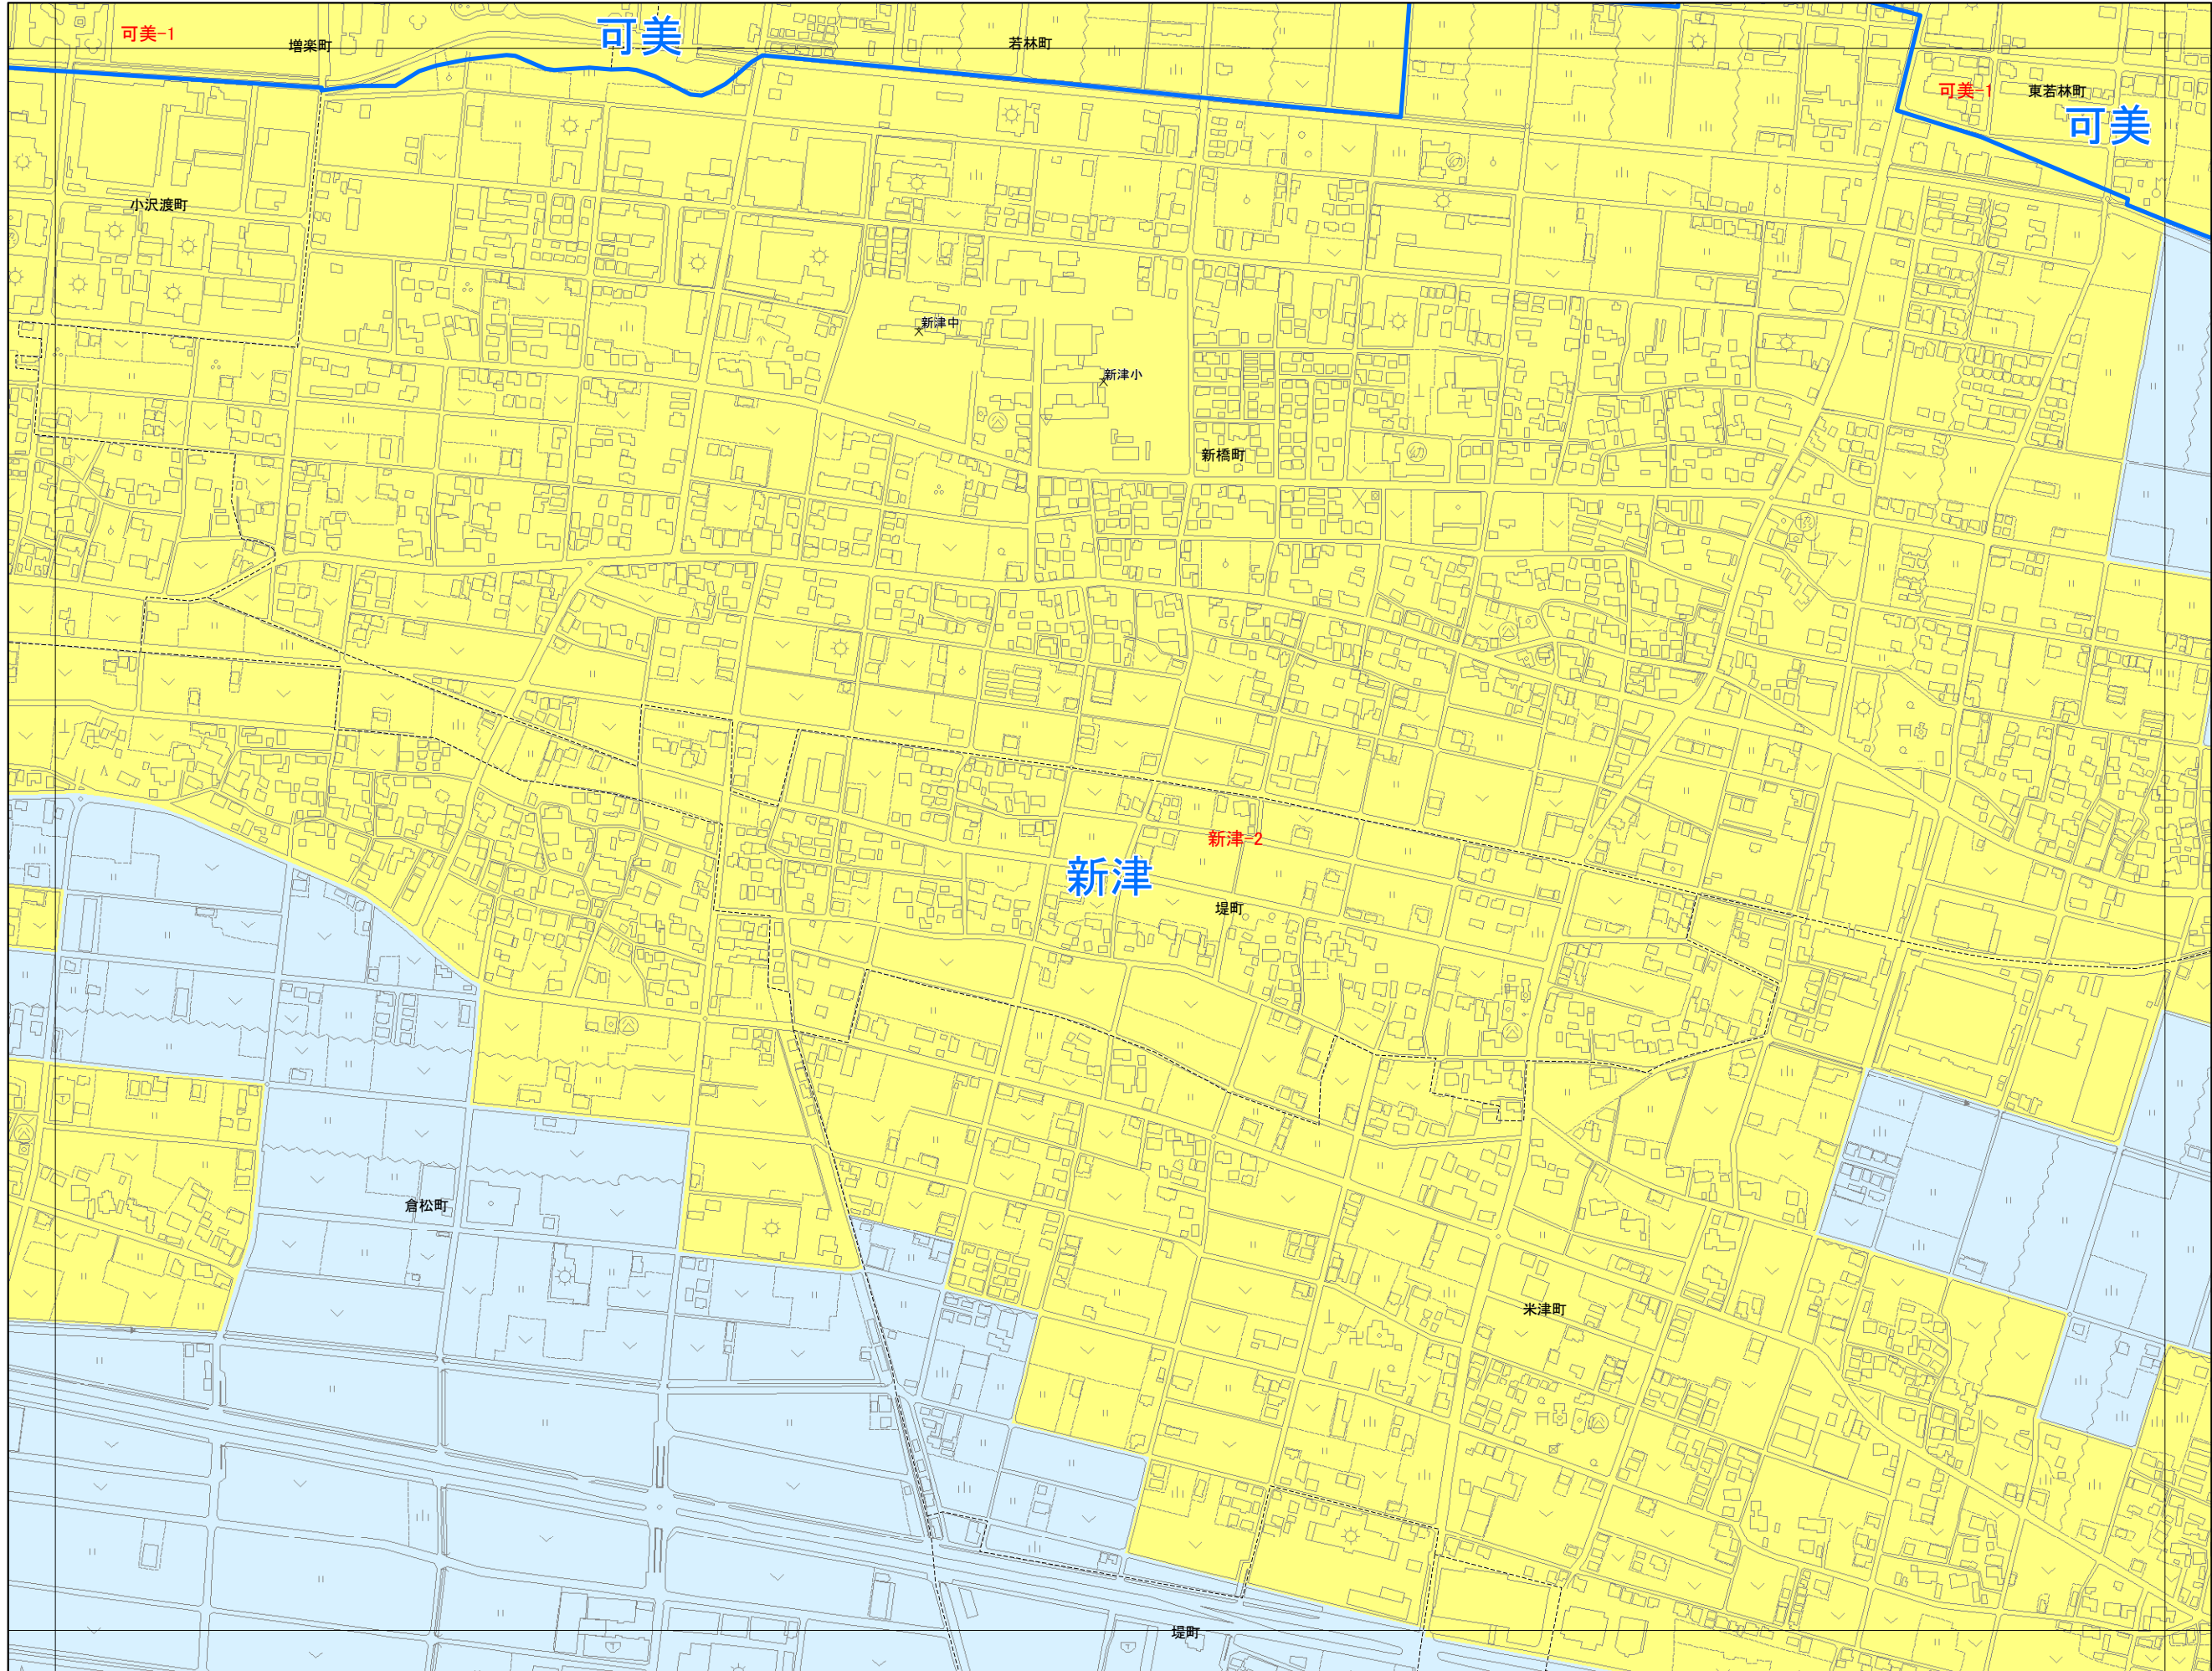 可美-1
増楽町
可美
若林町
可美-1
東若林町
可美
小沢渡町
新津中
新津小
新橋町
新津-2
新津
堤町
倉松町
米津町
堤町